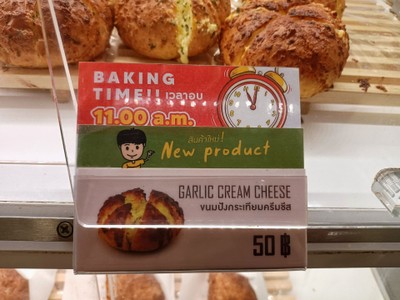 BAKING
TIME!! เวลาอบ
11.00 a.m.
สินค้าใหม่!
New product
GARLIC CREAM CHEESE
ขนมปังกระเทียมครีมชีส
50 ฿